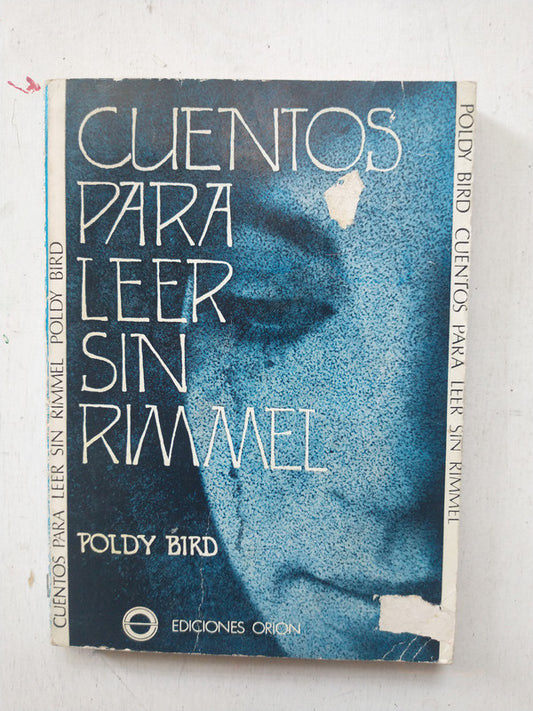 CUENTOS
PARA
LEER
SIN
RIMMEL
POLDY BIRD
EDICIONES ORION
CUENTOS PARA LEER SIN RIMMEL POLDY BIRD
POLDY BIRD CUENTOS PARA LEER SIN RIMMEL